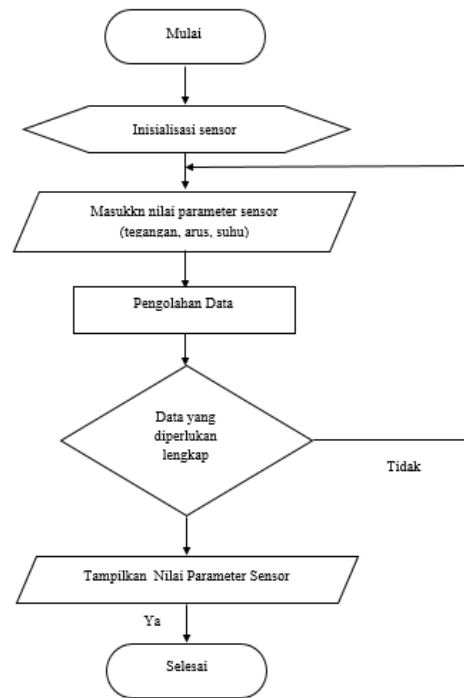 Mulai
Inisialisasi sensor
Masukkn nilai parameter sensor
(tegangan, arus, suhu)
Pengolahan Data
Data yang
diperlukan
lengkap
Tidak
Tampilkan Nilai Parameter Sensor
Ya
Selesai